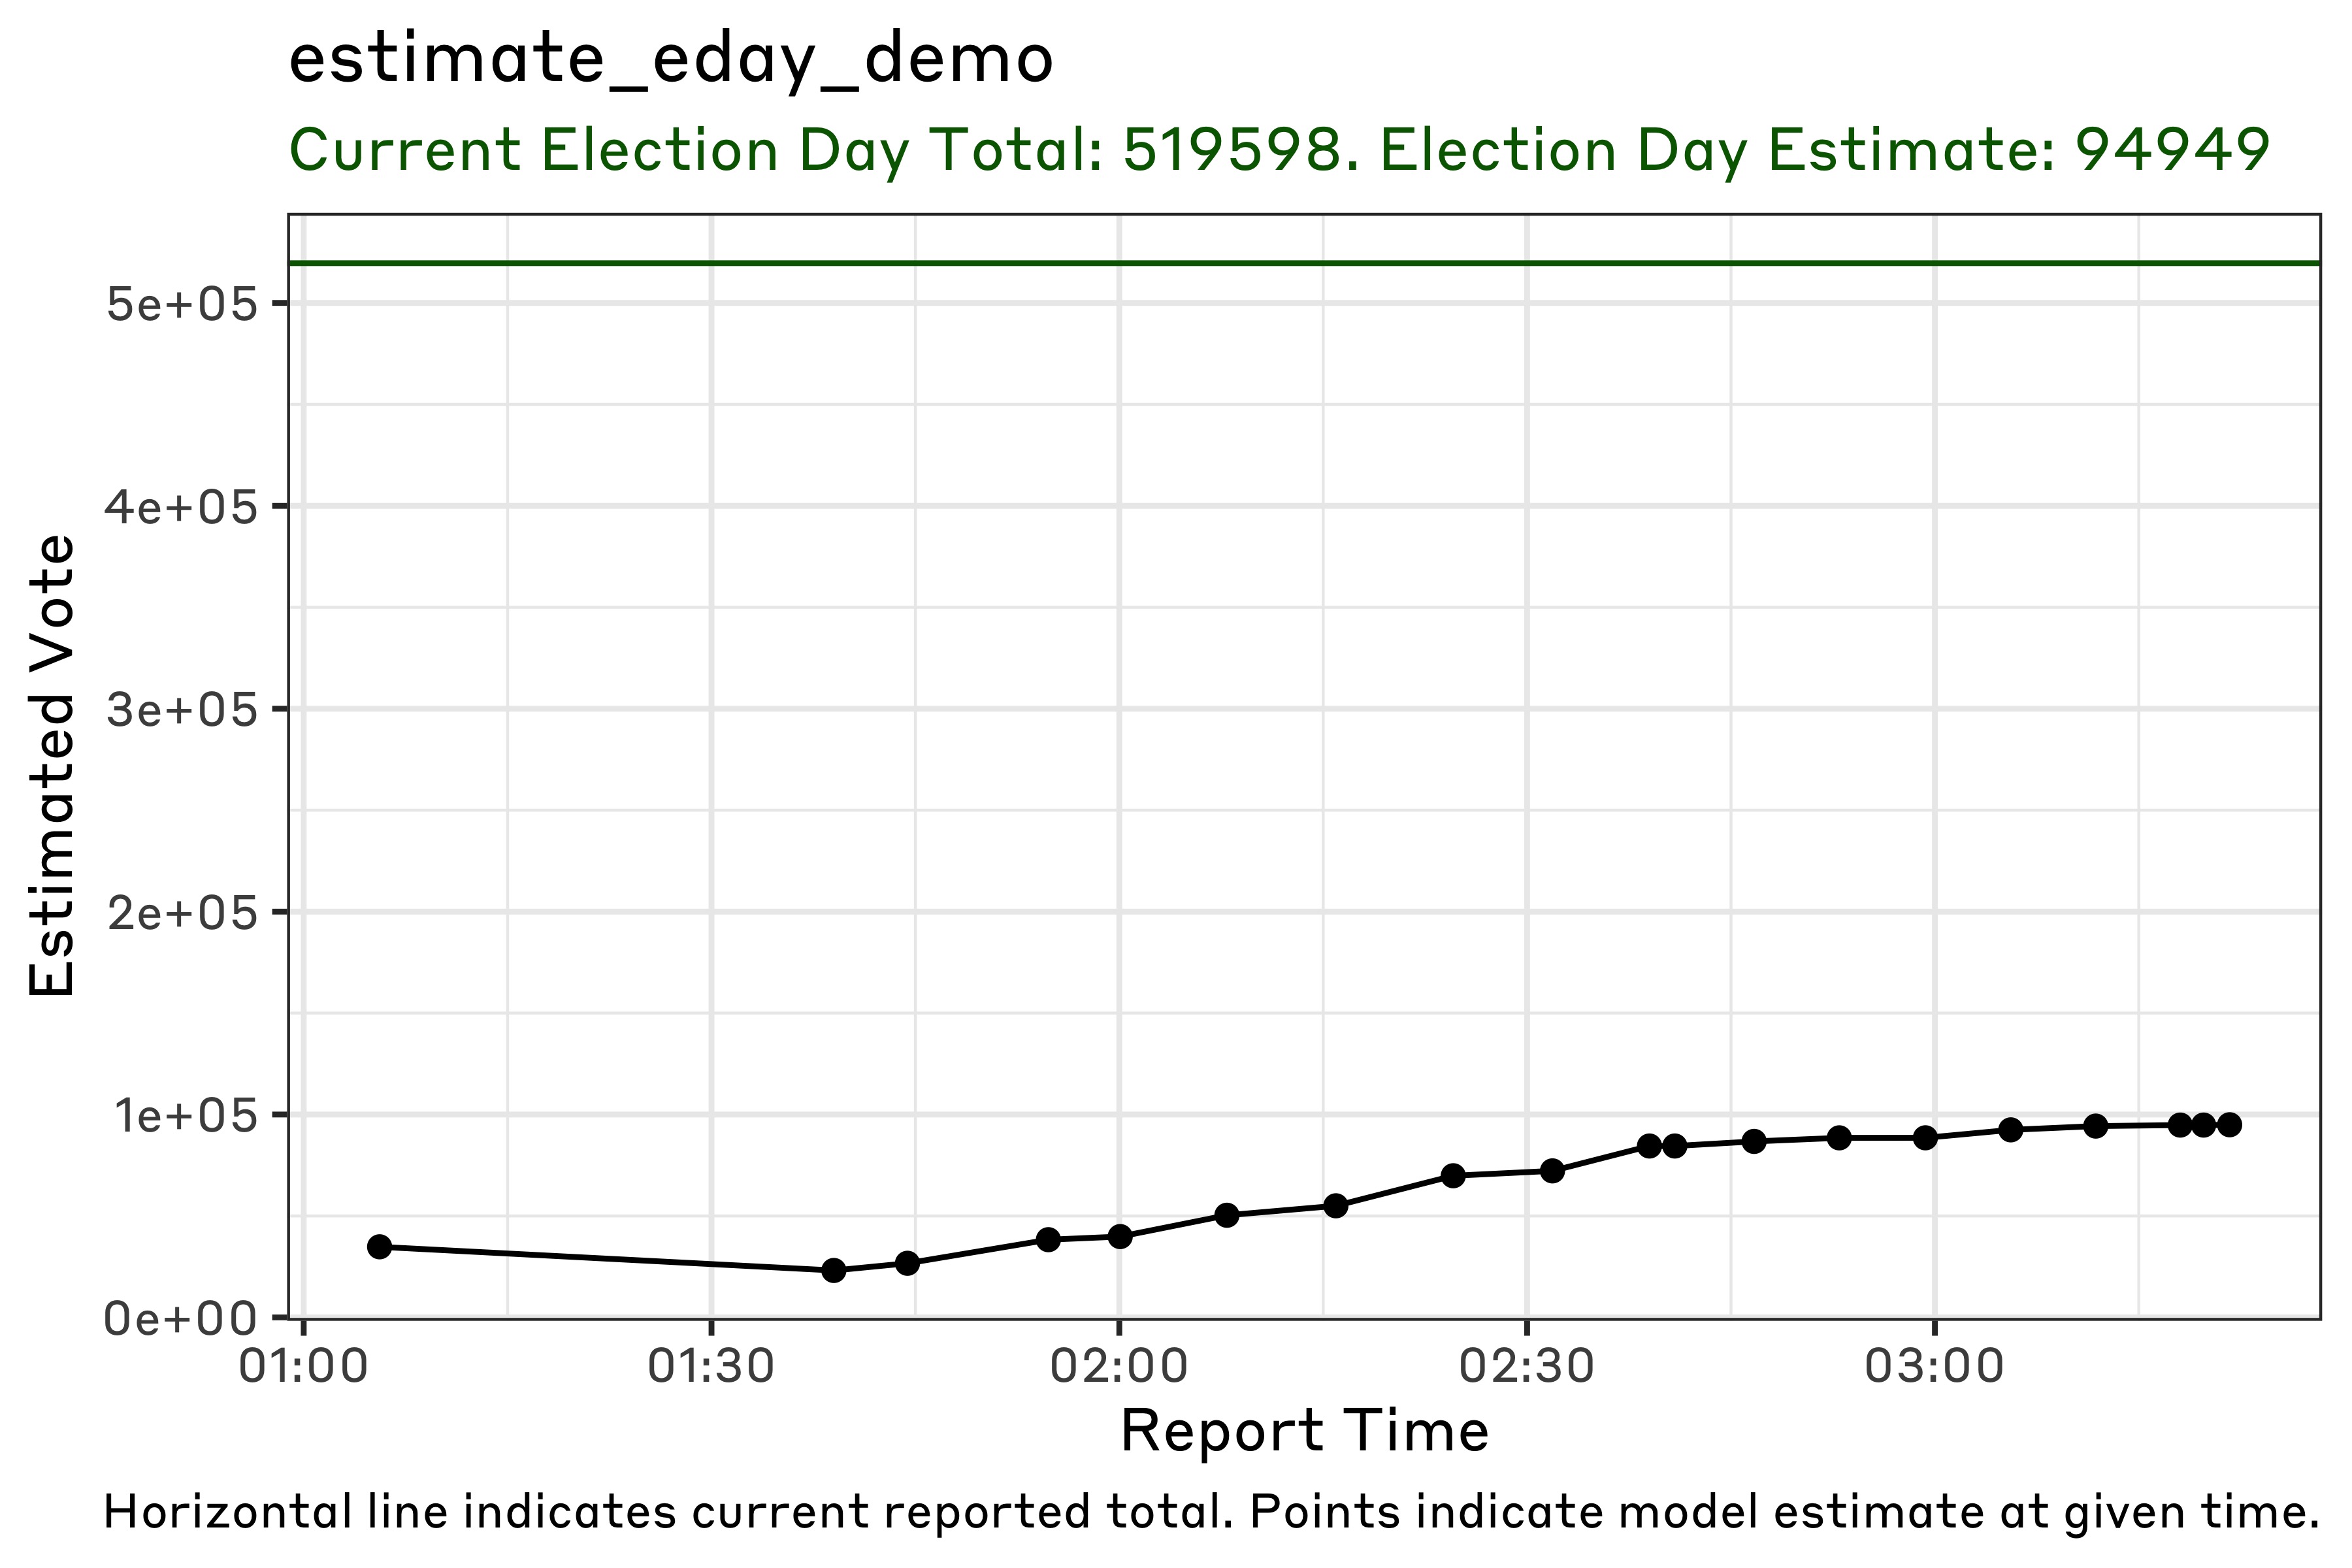 estimate_eday_demo
Current Election Day Total: 519598. Election Day Estimate: 94949
Estimated Vote
5e+05
4e+05
3e+05
2e+05
1e+05
0e+00
01:00 01:30 02:00 02:30 03:00
Report Time
Horizontal line indicates current reported total. Points indicate model estimate at given time.